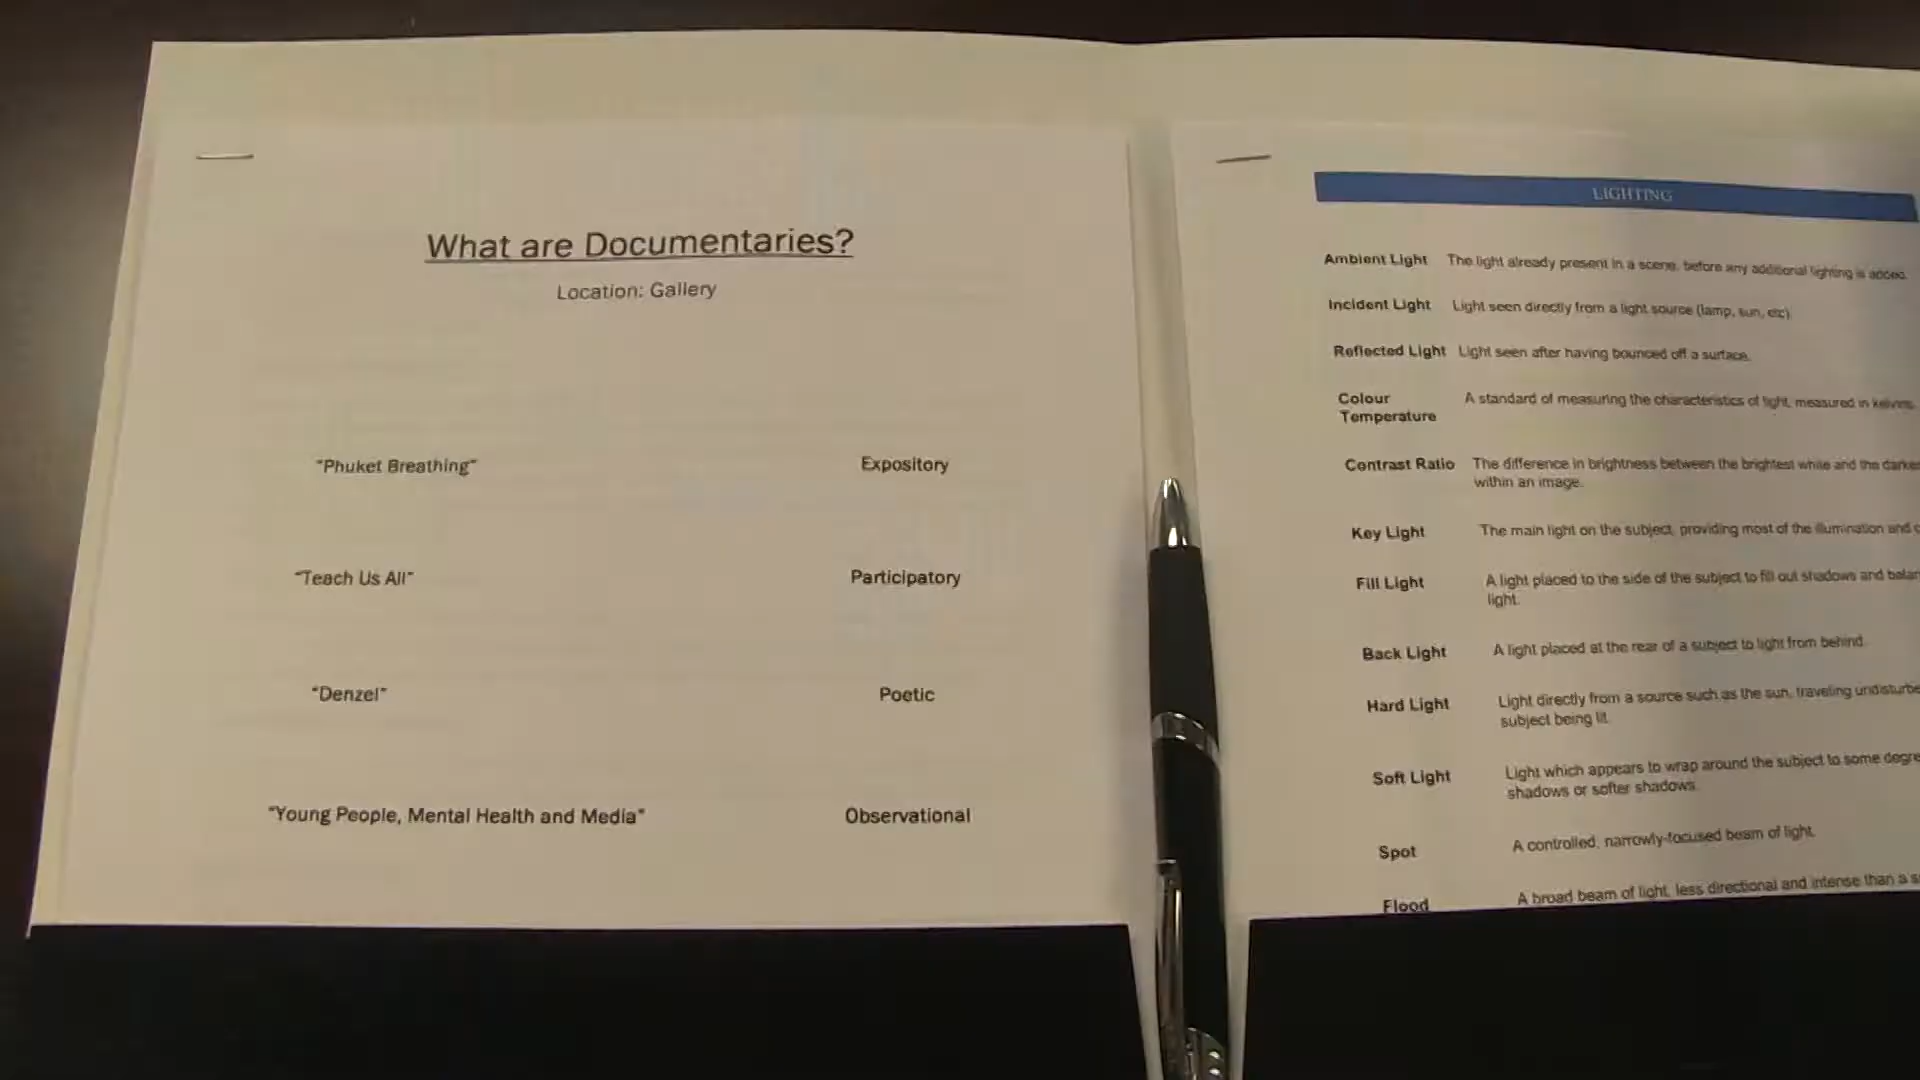 What are Documentaries?
Location: Gallery
"Phuket Breathing" Expository
"Teach Us All" Participatory
"Denzel" Poetic
"Young People, Mental Health and Media" Observational
LIGHTING
Ambient Light The light already present in a scene, before any additional lighting is added.
Incident Light Light seen directly from a light source (lamp, sun, etc)
Reflected Light Light seen after having bounced off a surface.
Colour A standard of measuring the characteristics of light, measured in kelvins.
Temperature
Contrast Ratio The difference in brightness between the brightest white and the
within an image.
Key Light The main light on the subject, providing most of the illumination and
Fill Light A light placed to the side of the subject to fill out shadows and
light.
Back Light A light placed at the rear of a subject to light from behind.
Hard Light Light directly from a source such as the sun, traveling
subject being lit.
Soft Light Light which appears to wrap around the subject to some
shadows or softer shadows.
Spot A controlled, narrowly-focused beam of light.
Flood A broad beam of light, less directional and intense than a